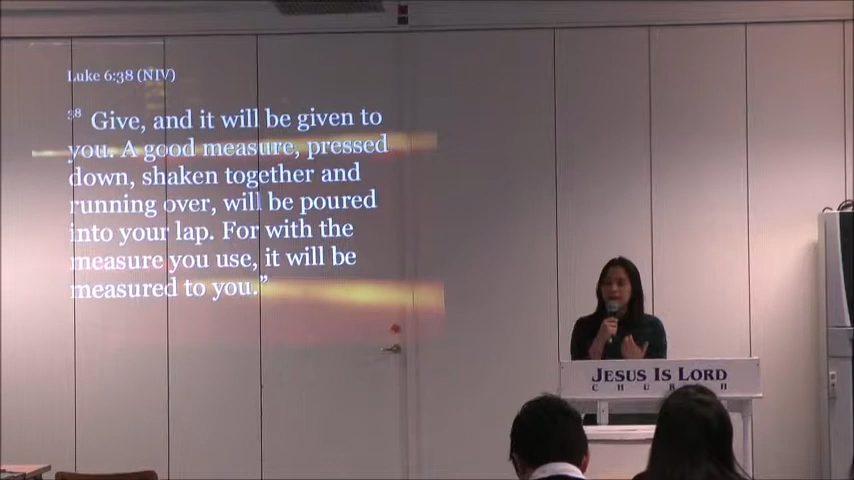 Luke 6:38 (NIV)
38 Give, and it will be given to
you. A good measure, pressed
down, shaken together and
running over, will be poured
into your lap. For with the
measure you use, it will be
measured to you.”
JESUS IS LORD
CHURCH